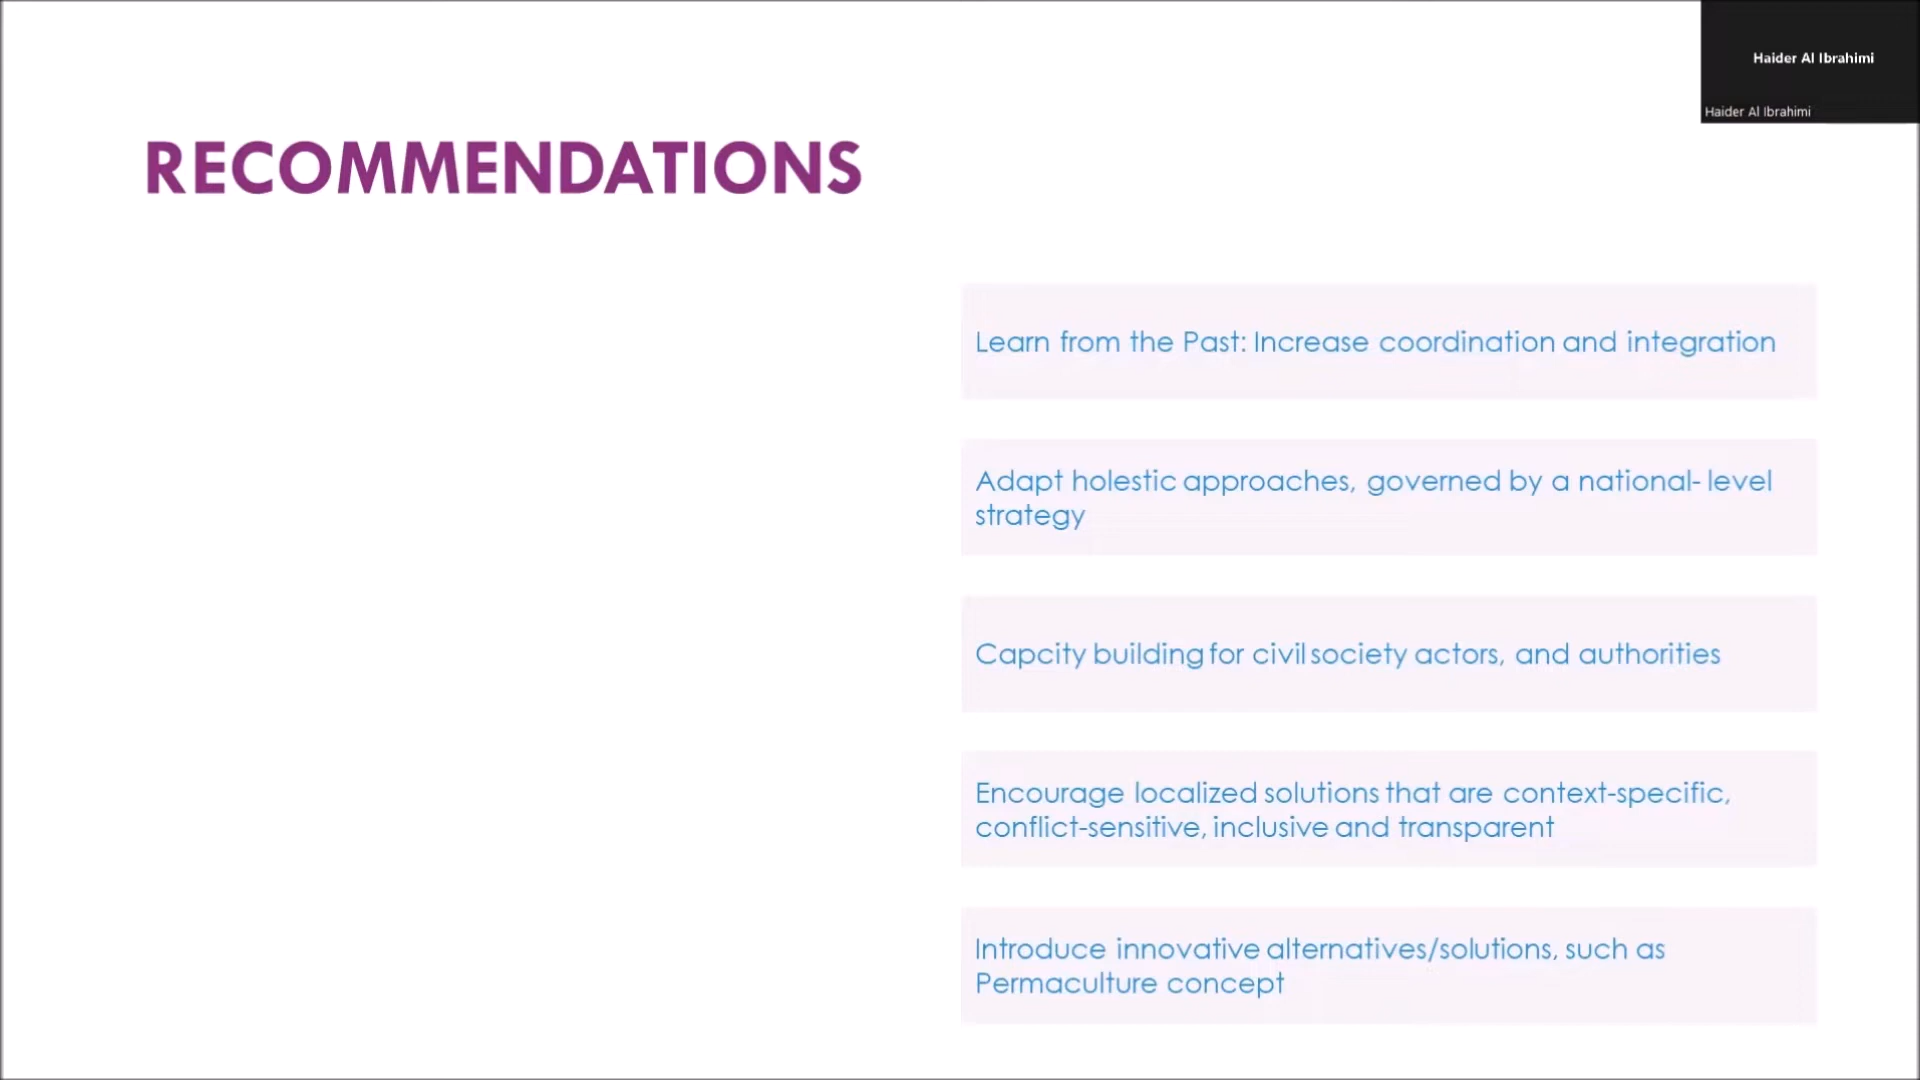 Haider Al Ibrahimi
Haider Al Ibrahimi
RECOMMENDATIONS
Learn from the Past: Increase coordination and integration
Adapt holestic approaches, governed by a national- level
strategy
Capcity building for civil society actors, and authorities
Encourage localized solutions that are context-specific,
conflict-sensitive, inclusive and transparent
Introduce innovative alternatives/solutions, such as
Permaculture concept